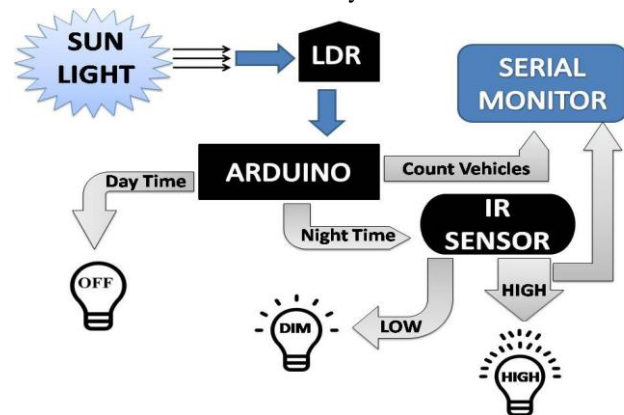 SUN
LIGHT
LDR
SERIAL
MONITOR
ARDUINO
Count Vehicles
Day Time
Night Time
IR
SENSOR
OFF
DIM
LOW
HIGH
HIGH